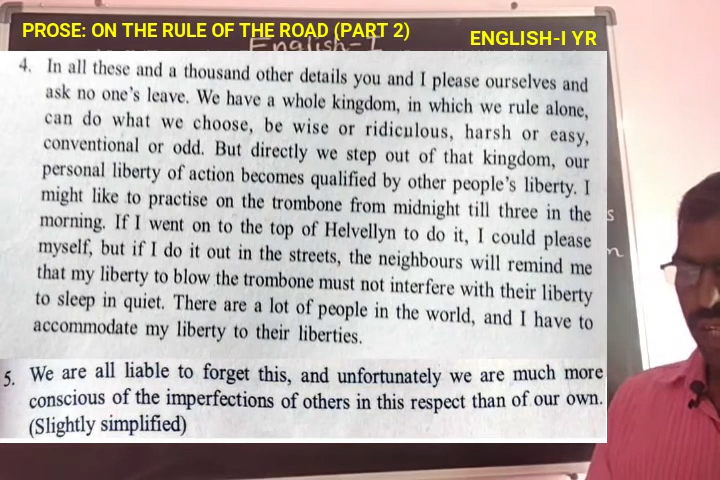 PROSE: ON THE RULE OF THE ROAD (PART 2)
ENGLISH-I YR
English-I
4. In all these and a thousand other details you and I please ourselves and
ask no one's leave. We have a whole kingdom, in which we rule alone,
can do what we choose, be wise or ridiculous, harsh or easy,
conventional or odd. But directly we step out of that kingdom, our
personal liberty of action becomes qualified by other people's liberty. I
might like to practise on the trombone from midnight till three in the
morning. If I went on to the top of Helvellyn to do it, I could please
myself, but if I do it out in the streets, the neighbours will remind me
that my liberty to blow the trombone must not interfere with their liberty
to sleep in quiet. There are a lot of people in the world, and I have to
accommodate my liberty to their liberties.
5. We are all liable to forget this, and unfortunately we are much more
conscious of the imperfections of others in this respect than of our own.
(Slightly simplified)